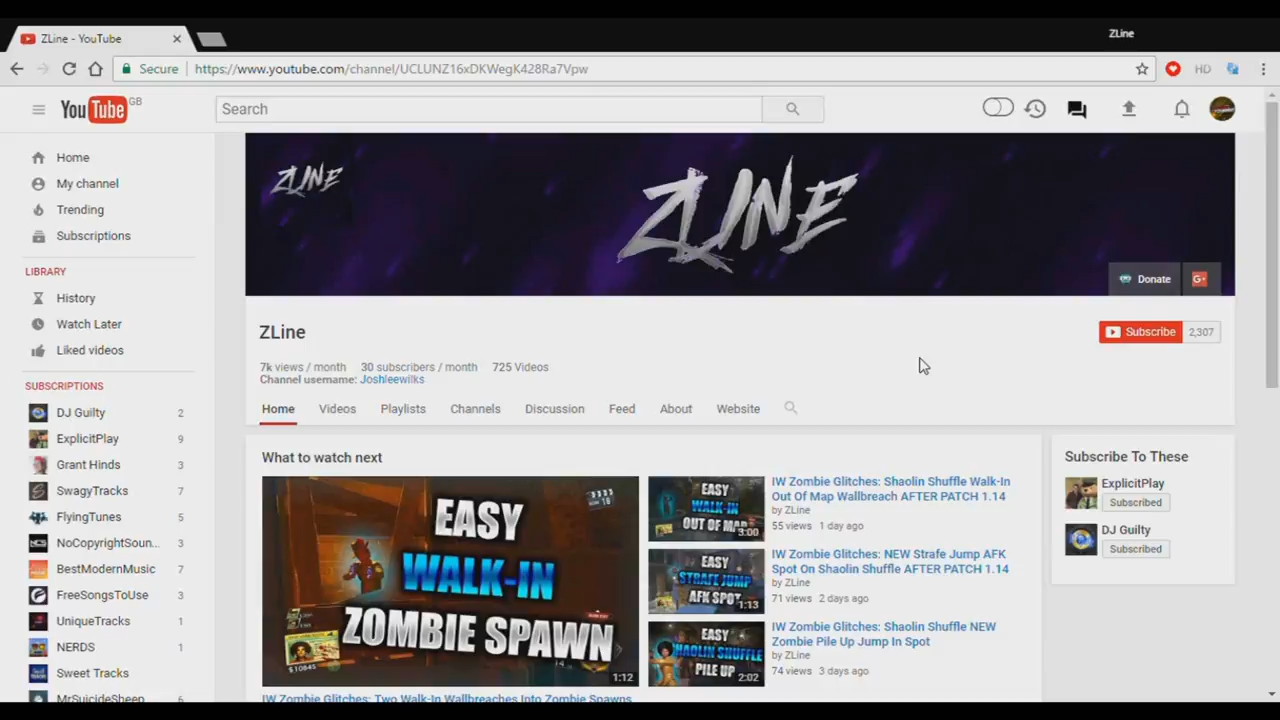 ZLine - YouTube
ZLine
Secure
https://www.youtube.com/channel/UCLUNZ16xDKWegK428Ra7Vpw
HD
YouTube GB
Search
Home
My channel
Trending
Subscriptions
LIBRARY
History
Watch Later
Liked videos
SUBSCRIPTIONS
DJ Guilty 2
ExplicitPlay 9
Grant Hinds 3
SwagyTracks 7
FlyingTunes 5
NoCopyrightSoun... 3
BestModernMusic 7
FreeSongsToUse 3
UniqueTracks 1
NERDS 1
Sweet Tracks
MrSuicideSheep 6
ZLINE
ZLINE
Donate
G+
ZLine
Subscribe 2,307
7k views / month 30 subscribers / month 725 Videos
Channel username: Joshleewilks
Home Videos Playlists Channels Discussion Feed About Website
What to watch next
EASY
WALK-IN
ZOMBIE SPAWN
1:12
IW Zombie Glitches: Two Walk-In Wallbreaches Into Zombie Spawns
EASY
WALK-IN
OUT OF MAP
3:00
IW Zombie Glitches: Shaolin Shuffle Walk-In
Out Of Map Wallbreach AFTER PATCH 1.14
by ZLine
55 views 1 day ago
EASY
STRAFE JUMP
AFK SPOT
1:13
IW Zombie Glitches: NEW Strafe Jump AFK
Spot On Shaolin Shuffle AFTER PATCH 1.14
by ZLine
71 views 2 days ago
EASY
SHAOLIN SHUFFLE
PILE UP
2:02
IW Zombie Glitches: Shaolin Shuffle NEW
Zombie Pile Up Jump In Spot
by ZLine
74 views 3 days ago
Subscribe To These
ExplicitPlay
Subscribed
DJ Guilty
Subscribed